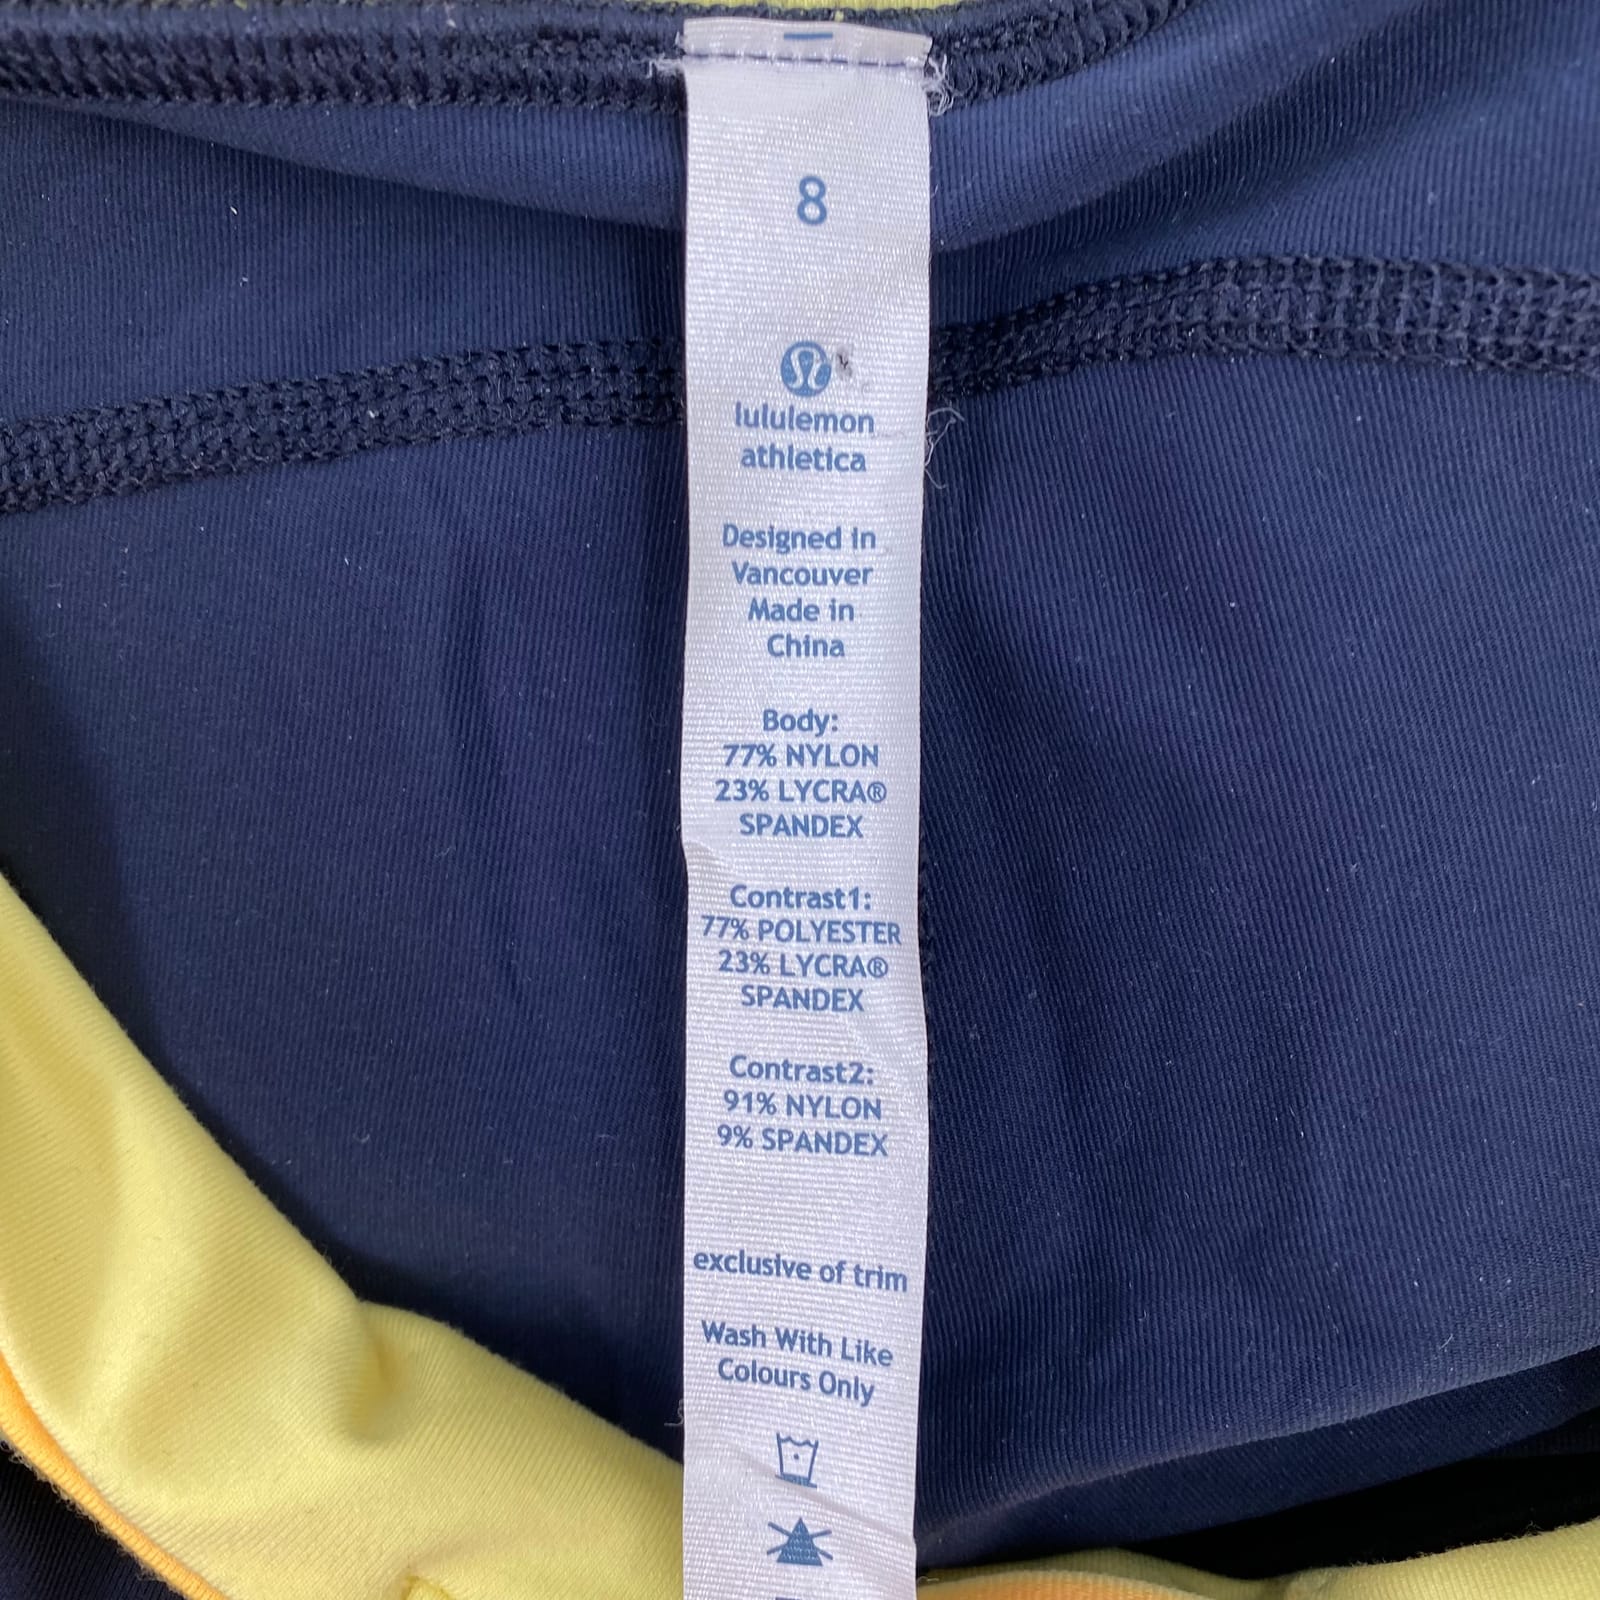 8
lululemon
athletica
Designed in
Vancouver
Made in
China
Body:
77% NYLON
23% LYCRA®
SPANDEX
Contrast1:
77% POLYESTER
23% LYCRA®
SPANDEX
Contrast2:
91% NYLON
9% SPANDEX
exclusive of trim
Wash With Like
Colours Only